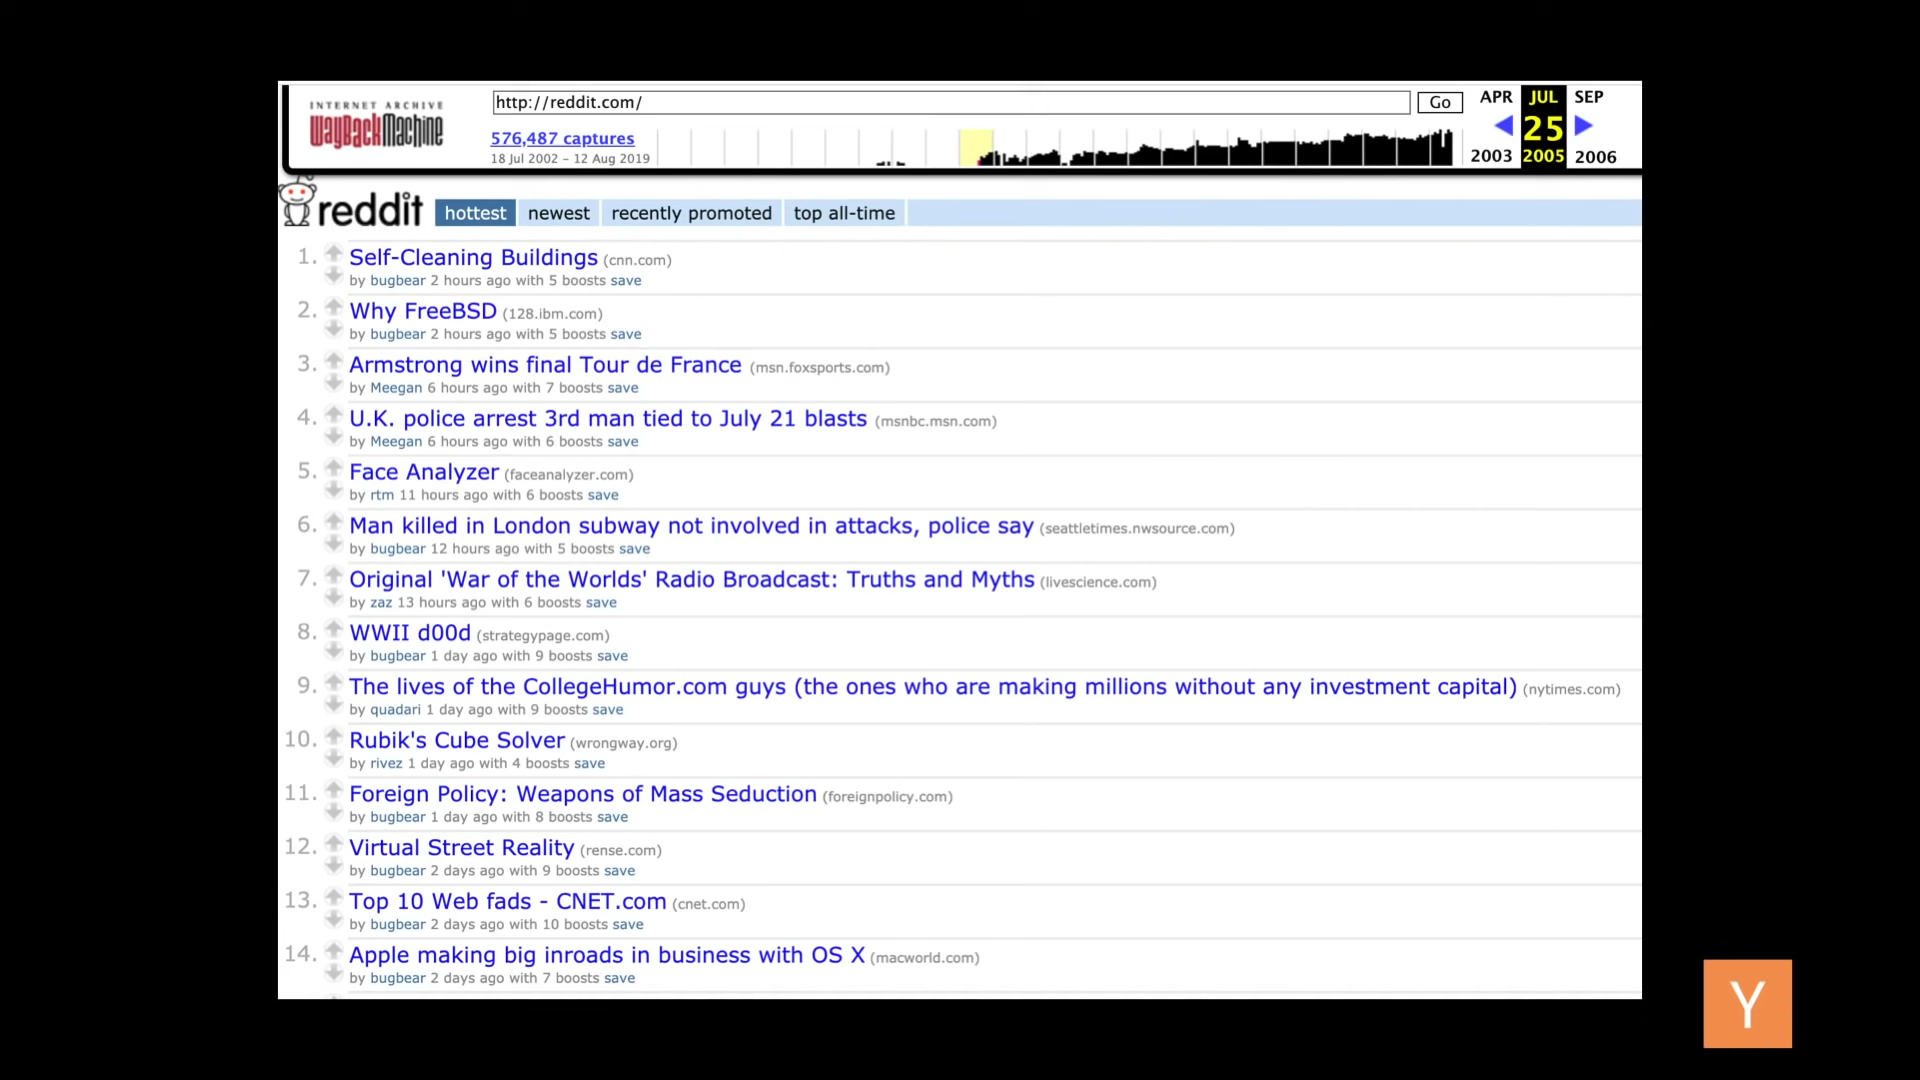 INTERNET ARCHIVE
WayBackMachine
http://reddit.com/
Go
APR JUL SEP
576,487 captures
25
18 Jul 2002 – 12 Aug 2019
2003 2005 2006
reddit hottest newest recently promoted top all-time
1. Self-Cleaning Buildings (cnn.com)
by bugbear 2 hours ago with 5 boosts save
2. Why FreeBSD (128.ibm.com)
by bugbear 2 hours ago with 5 boosts save
3. Armstrong wins final Tour de France (msn.foxsports.com)
by Meegan 6 hours ago with 7 boosts save
4. U.K. police arrest 3rd man tied to July 21 blasts (msnbc.msn.com)
by Meegan 6 hours ago with 6 boosts save
5. Face Analyzer (faceanalyzer.com)
by rtm 11 hours ago with 6 boosts save
6. Man killed in London subway not involved in attacks, police say (seattletimes.nwsource.com)
by bugbear 12 hours ago with 5 boosts save
7. Original 'War of the Worlds' Radio Broadcast: Truths and Myths (livescience.com)
by zaz 13 hours ago with 6 boosts save
8. WWII d00d (strategypage.com)
by bugbear 1 day ago with 9 boosts save
9. The lives of the CollegeHumor.com guys (the ones who are making millions without any investment capital) (nytimes.com)
by quadari 1 day ago with 9 boosts save
10. Rubik's Cube Solver (wrongway.org)
by rivez 1 day ago with 4 boosts save
11. Foreign Policy: Weapons of Mass Seduction (foreignpolicy.com)
by bugbear 1 day ago with 8 boosts save
12. Virtual Street Reality (rense.com)
by bugbear 2 days ago with 9 boosts save
13. Top 10 Web fads - CNET.com (cnet.com)
by bugbear 2 days ago with 10 boosts save
14. Apple making big inroads in business with OS X (macworld.com)
by bugbear 2 days ago with 7 boosts save
Y